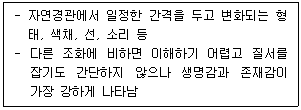 - 자연경관에서 일정한 간격을 두고 변화되는 형
태, 색채, 선, 소리 등
- 다른 조화에 비하면 이해하기 어렵고 질서를
잡기도 간단하지 않으나 생명감과 존재감이
가장 강하게 나타남